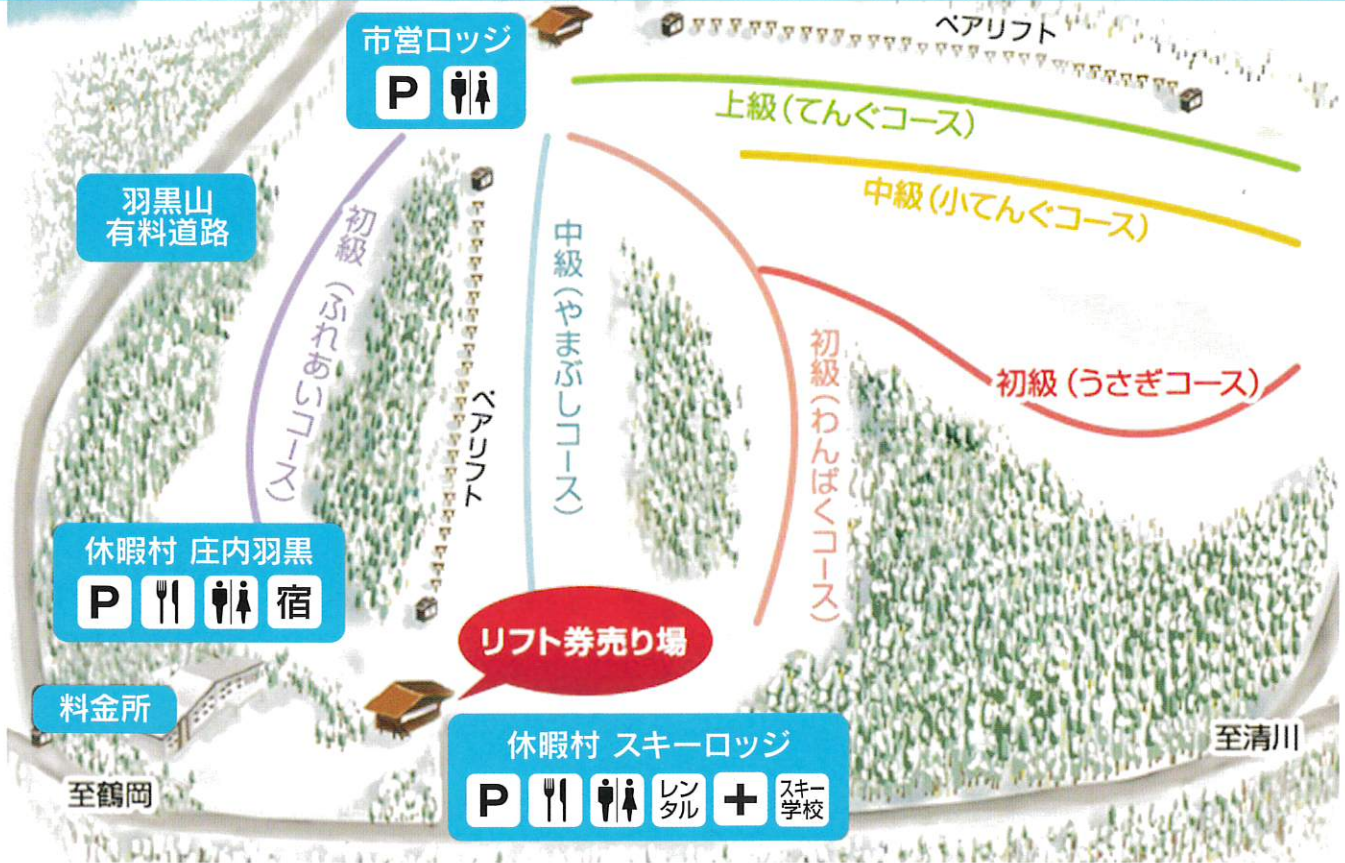 市営ロッジ
P
ペアリフト
上級(てんぐコース)
中級(小てんぐコース)
羽黒山
有料道路
初級(ふれあいコース)
ペアリフト
中級(やまぶしコース)
初級(わんぱくコース)
初級(うさぎコース)
休暇村 庄内羽黒
P 宿
リフト券売り場
料金所
休暇村 スキーロッジ
P レンタル スキー学校
至鶴岡
至清川